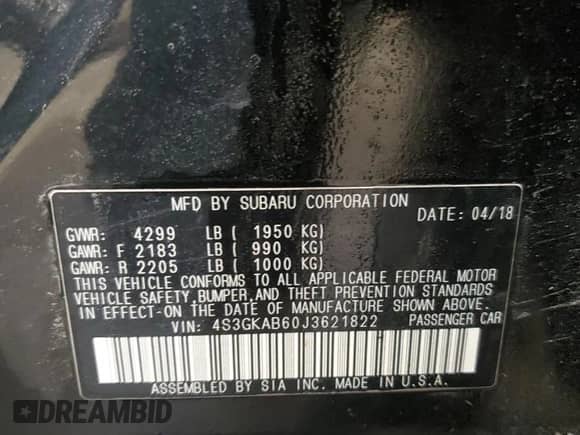 MFD BY SUBARU CORPORATION
DATE: 04/18
GVWR: 4299 LB ( 1950 KG)
GAWR: F 2183 LB ( 990 KG)
GAWR: R 2205 LB ( 1000 KG)
THIS VEHICLE CONFORMS TO ALL APPLICABLE FEDERAL MOTOR
VEHICLE SAFETY,BUMPER,AND THEFT PREVENTION STANDARDS
IN EFFECT-ON THE DATE OF MANUFACTURE SHOWN ABOVE.
VIN: 4S3GKAB60J3621822 PASSENGER CAR
ASSEMBLED BY SIA INC. MADE IN U.S.A.
DREAMBID